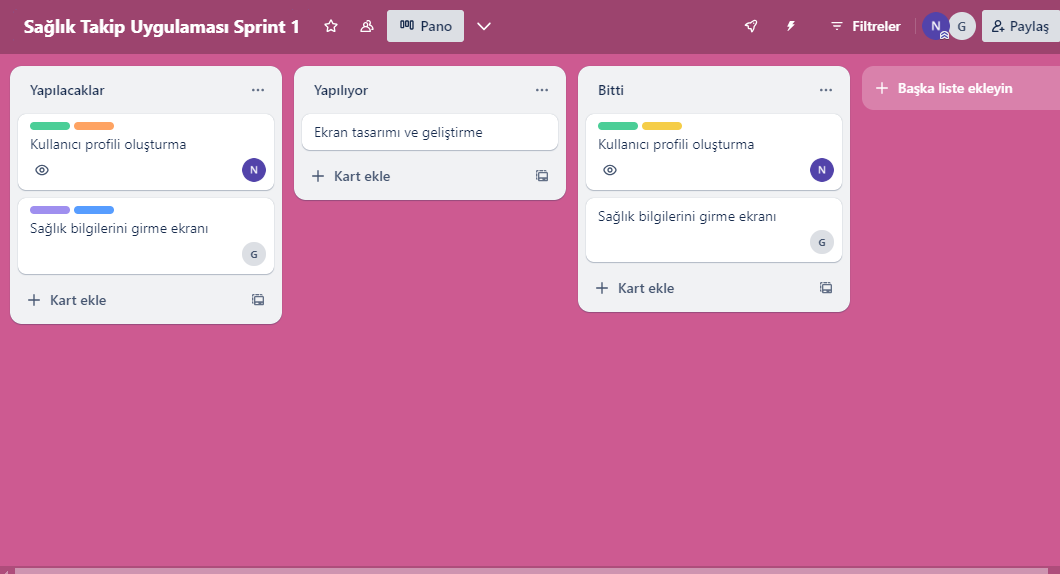 Sağlık Takip Uygulaması Sprint 1
Pano
Filtreler
N
G
Paylaş
Yapılacaklar
Kullanıcı profili oluşturma
N
Sağlık bilgilerini girme ekranı
G
Kart ekle
Yapılıyor
Ekran tasarımı ve geliştirme
Kart ekle
Bitti
Kullanıcı profili oluşturma
N
Sağlık bilgilerini girme ekranı
G
Kart ekle
Başka liste ekleyin